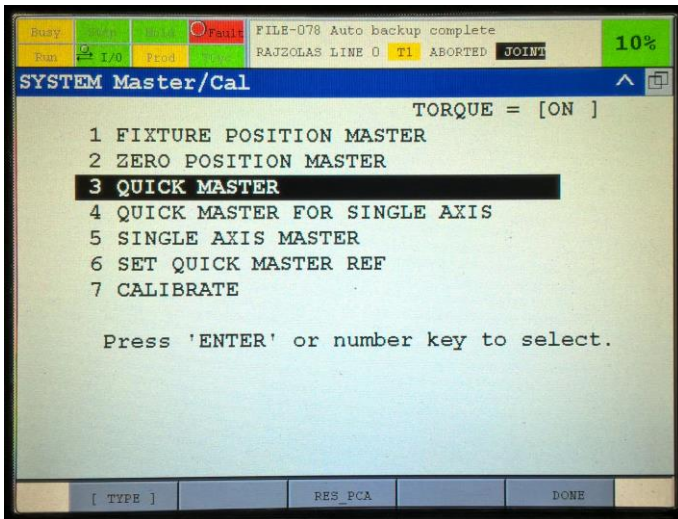 Busy Step Hold Fault FILE-078 Auto backup complete
Run I/O Prod RAJZOLAS LINE 0 T1 ABORTED JOINT 10%
SYSTEM Master/Cal
TORQUE = [ON ]
1 FIXTURE POSITION MASTER
2 ZERO POSITION MASTER
3 QUICK MASTER
4 QUICK MASTER FOR SINGLE AXIS
5 SINGLE AXIS MASTER
6 SET QUICK MASTER REF
7 CALIBRATE
Press 'ENTER' or number key to select.
[ TYPE ] RES_PCA DONE